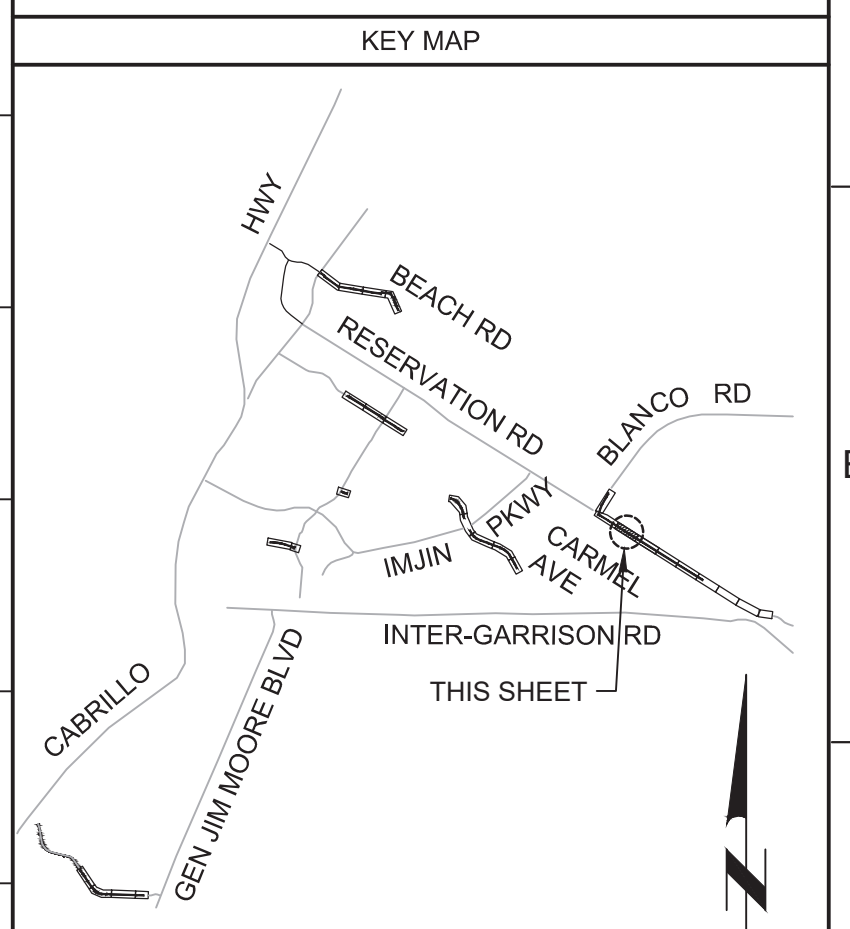 KEY MAP
HWY
BEACH RD
RESERVATION RD
BLANCO RD
PKWY
IMJIN
CARMEL
AVE
INTER-GARRISON RD
THIS SHEET
CABRILLO
GEN JIM MOORE BLVD
N